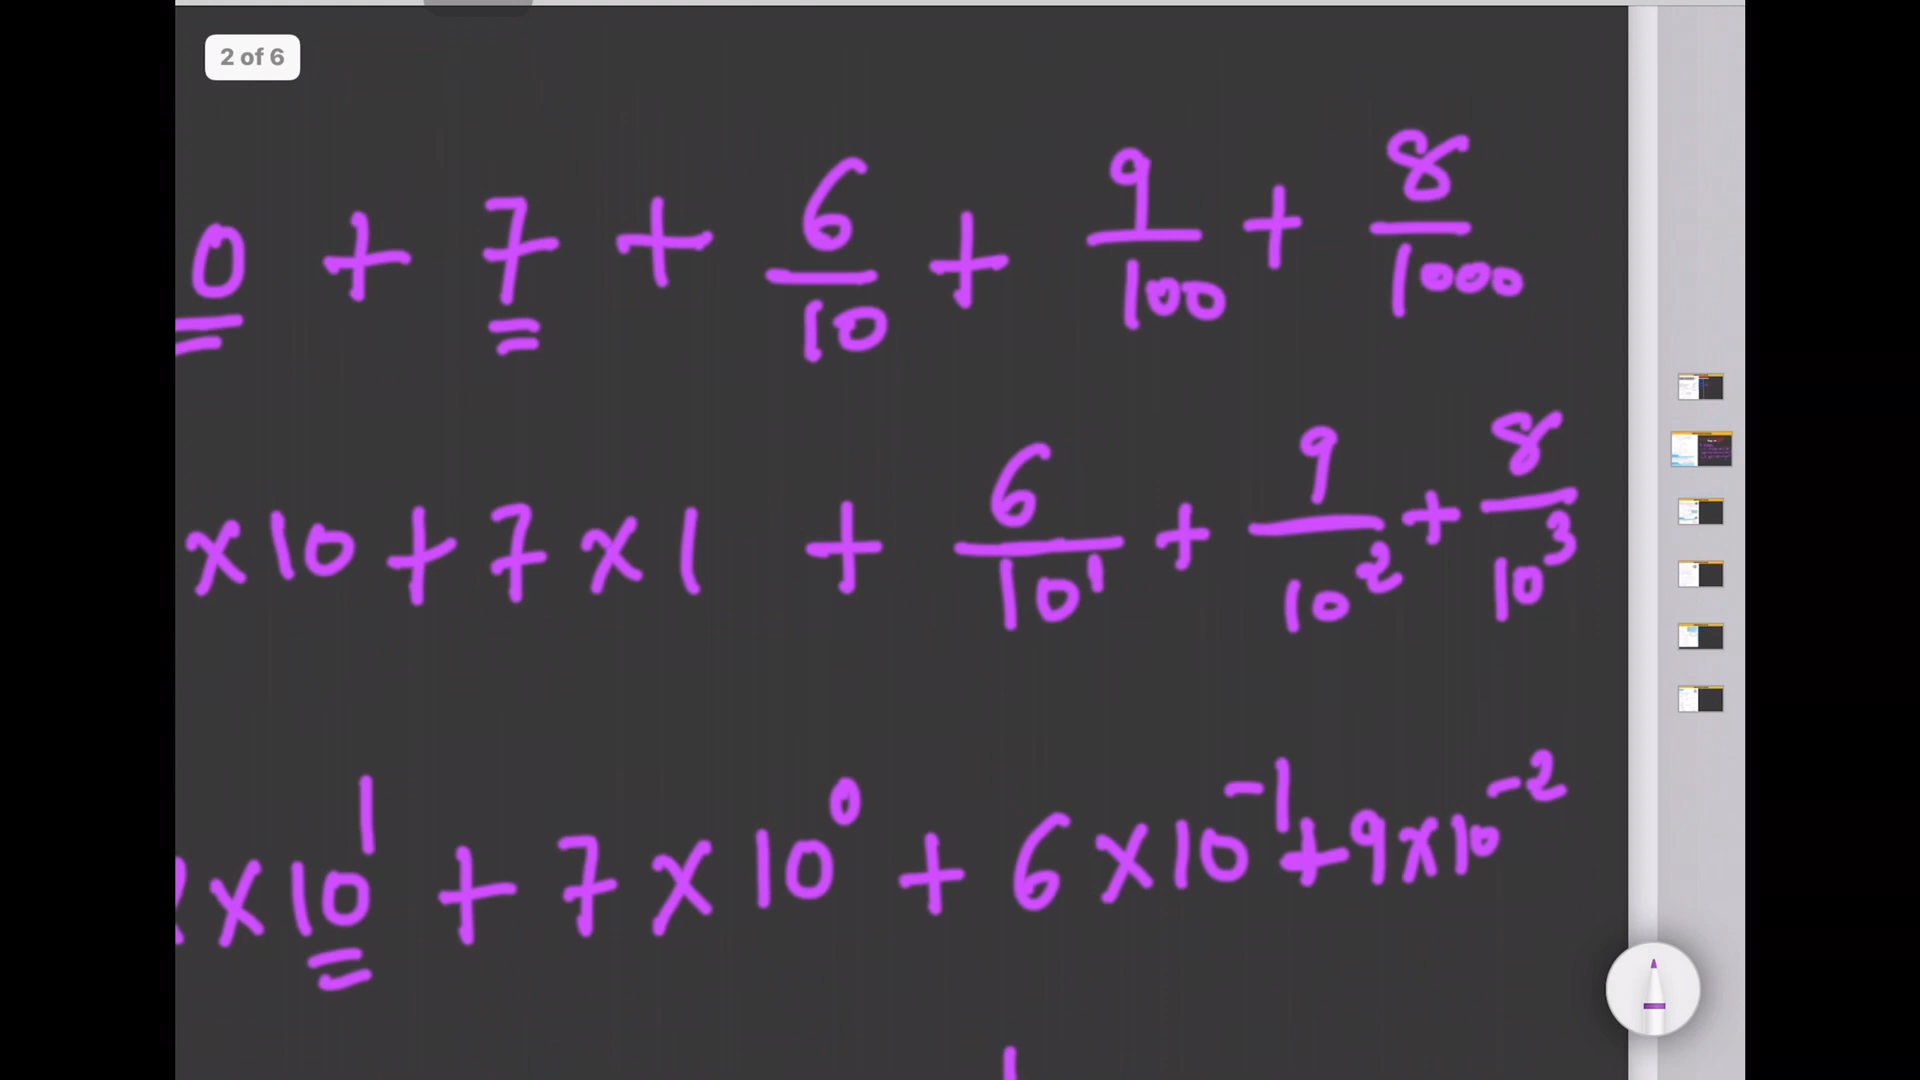 2 of 6
0 + 7 + 6/10 + 9/100 + 8/1000
x10 + 7 x 1 + 6/10¹ + 9/10² + 8/10³
x 10¹ + 7 x 10⁰ + 6 x 10⁻¹ + 9 x 10⁻²